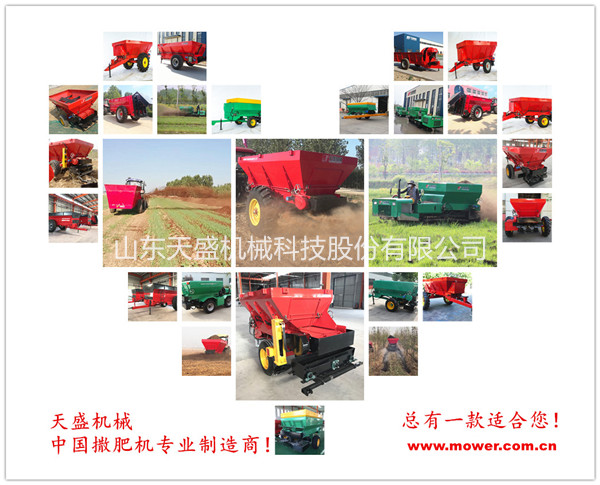 山东天盛机械科技股份有限公司
天盛机械
中国撒肥机专业制造商！
总有一款适合您！
www.mower.com.cn